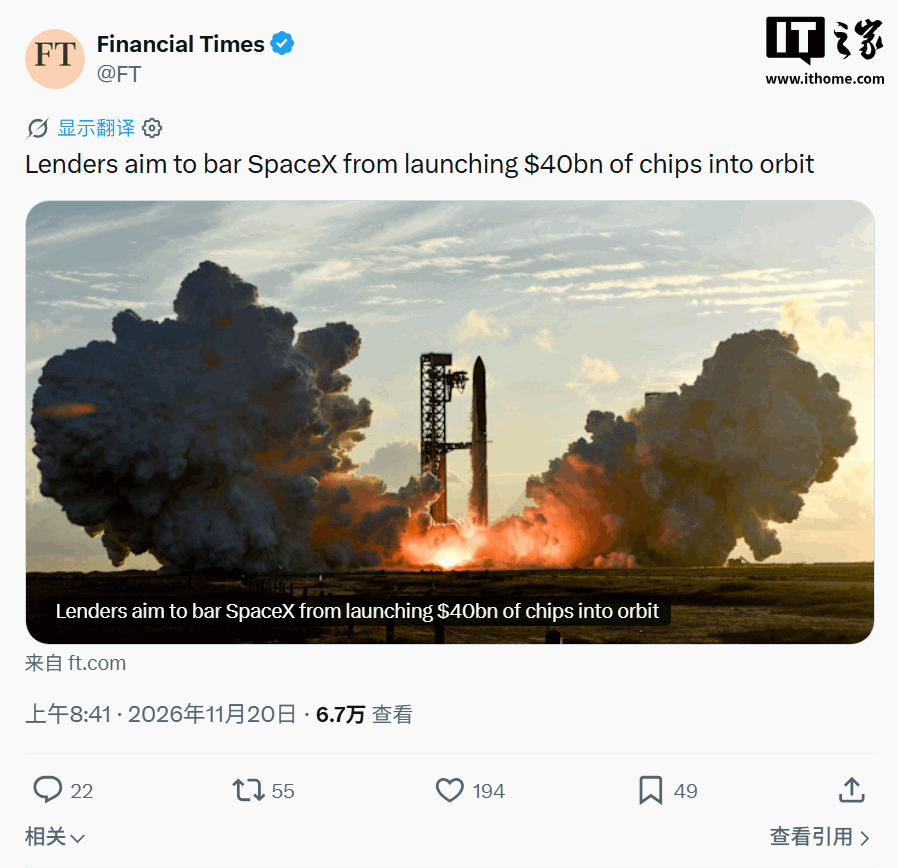 Financial Times
@FT
FT
IT之家
www.ithome.com
显示翻译
Lenders aim to bar SpaceX from launching $40bn of chips into orbit
Lenders aim to bar SpaceX from launching $40bn of chips into orbit
来自 ft.com
上午8:41 · 2026年11月20日 · 6.7万 查看
22 55 194 49
相关 查看引用